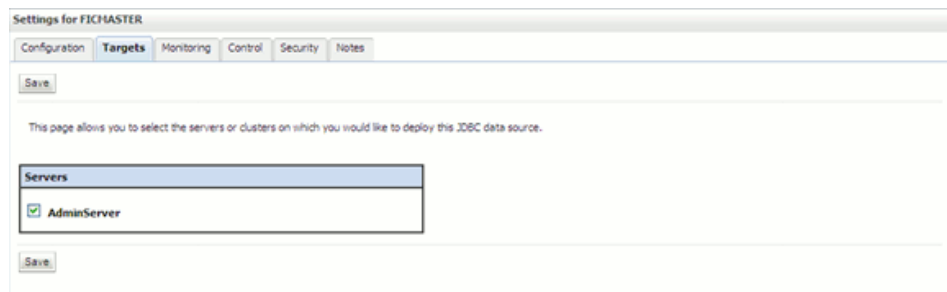 Settings for FICMASTER
Configuration Targets Monitoring Control Security Notes
Save
This page allows you to select the servers or clusters on which you would like to deploy this JDBC data source.
Servers
AdminServer
Save